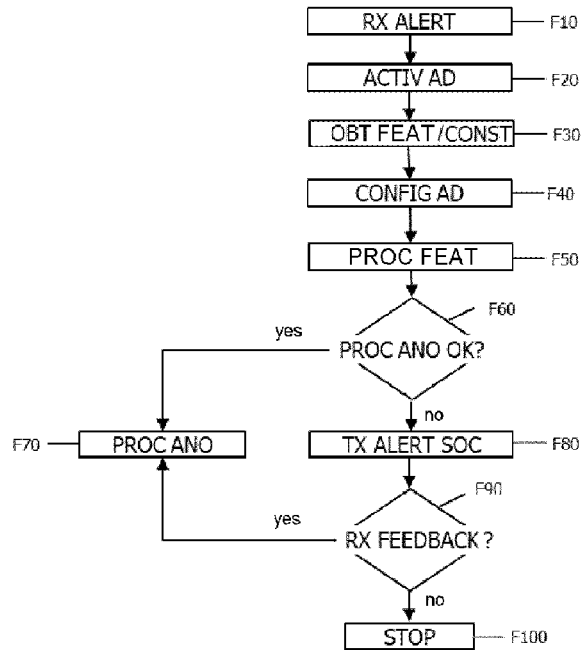 RX ALERT F10
ACTIV AD F20
OBT FEAT/CONST F30
CONFIG AD F40
PROC FEAT F50
F60
yes
PROC ANO OK?
no
F70 PROC ANO
TX ALERT SOC F80
F90
yes
RX FEEDBACK?
no
STOP F100